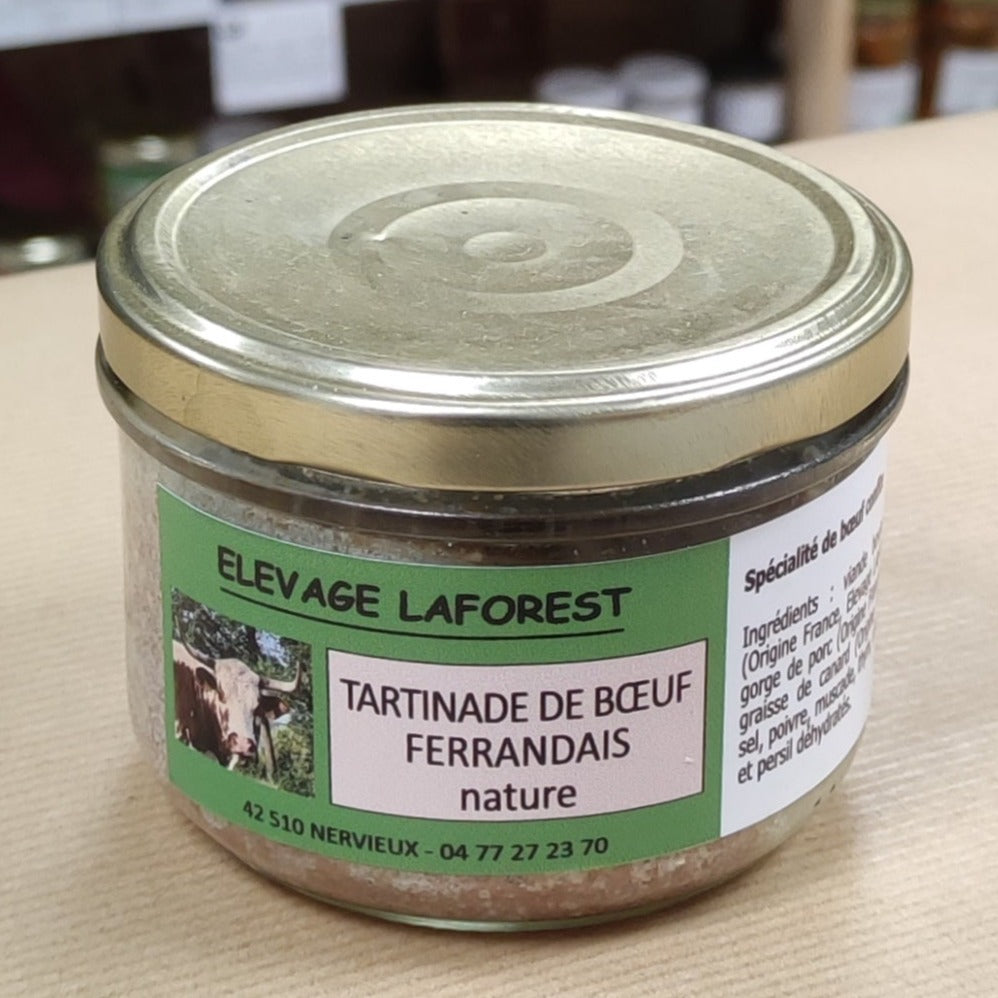 ELEVAGE LAFOREST
TARTINADE DE BŒUF
FERRANDAIS
nature
42 510 NERVIEUX - 04 77 27 23 70
Spécialité de bœuf
Ingrédients : viande
(Origine France, Elevage
gorge de porc (Origine
graisse de canard
sel, poivre, muscade,
et persil déhydratés.